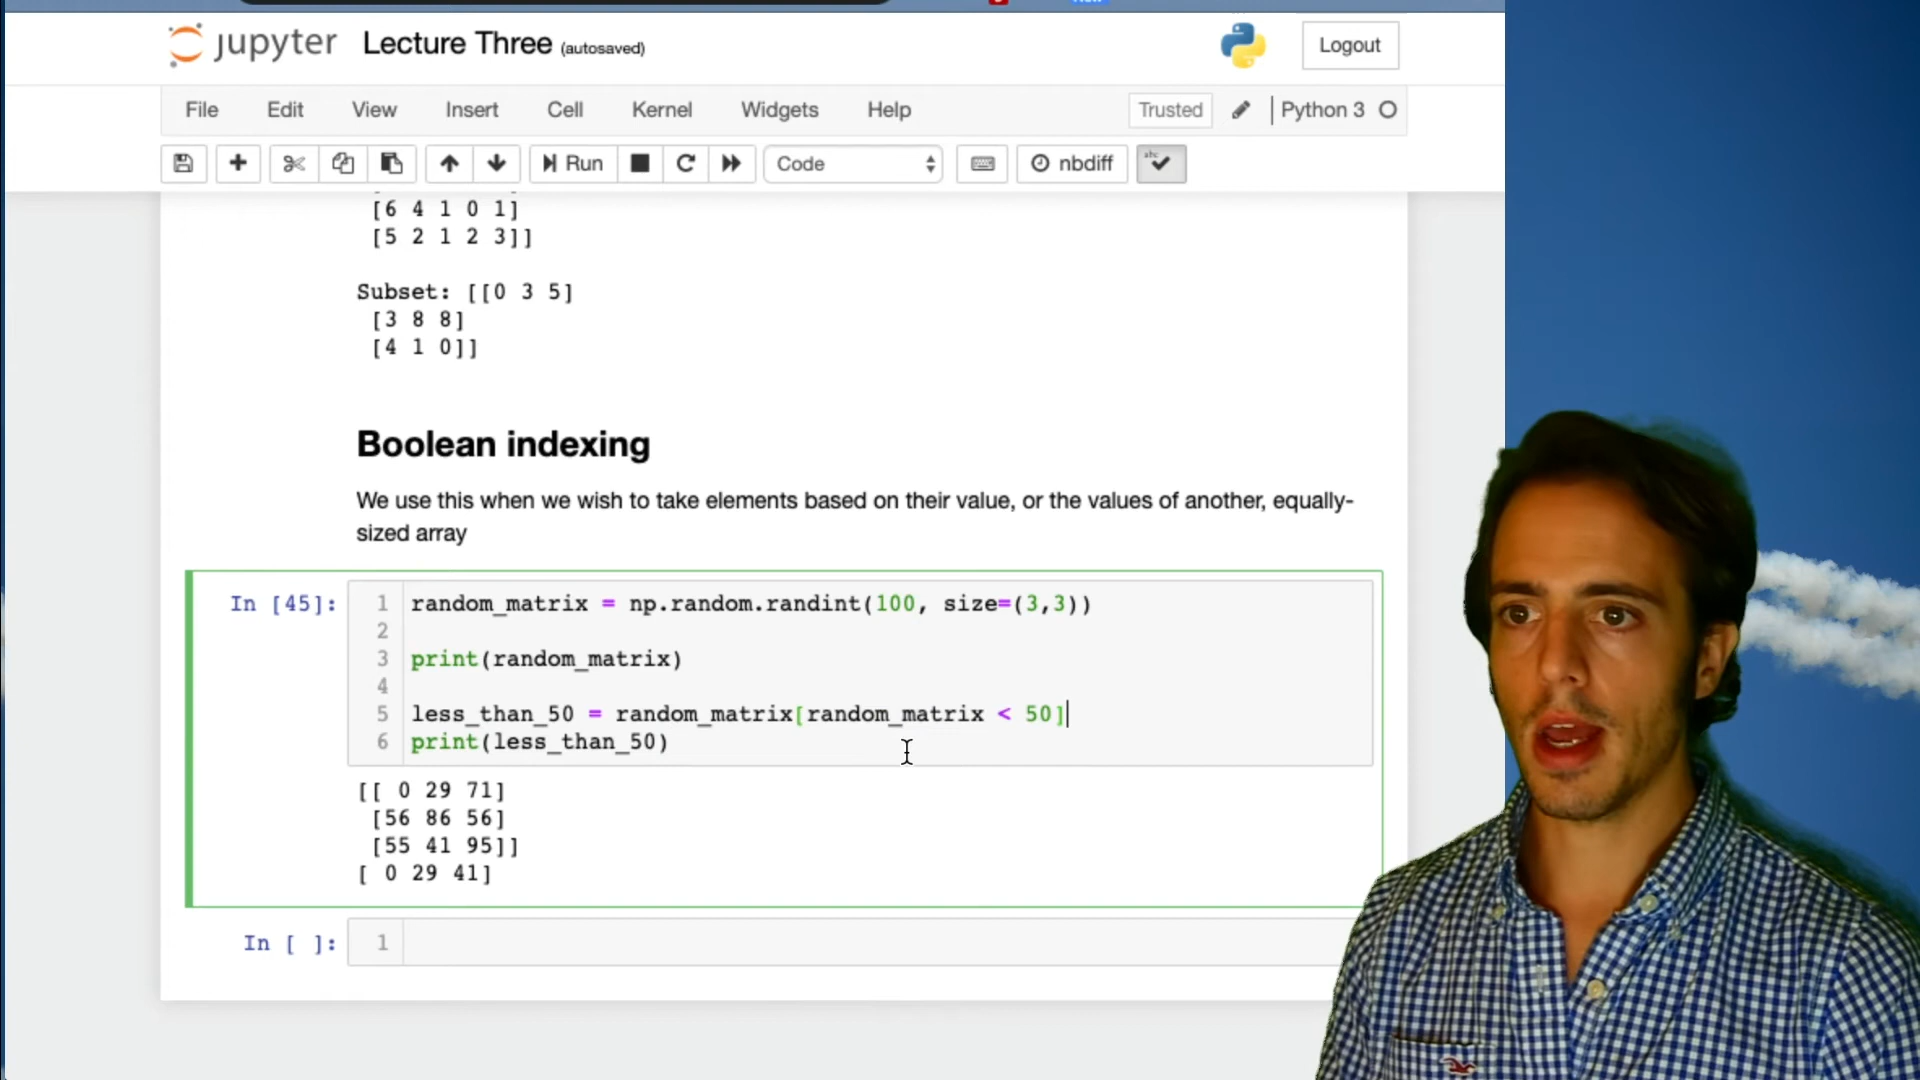 jupyter Lecture Three (autosaved)
Logout
File Edit View Insert Cell Kernel Widgets Help
Trusted Python 3
Run Code nbdiff
abc
[6 4 1 0 1]
[5 2 1 2 3]]
Subset: [[0 3 5]
[3 8 8]
[4 1 0]]
Boolean indexing
We use this when we wish to take elements based on their value, or the values of another, equally-
sized array
In [45]:
1 random_matrix = np.random.randint(100, size=(3,3))
2
3 print(random_matrix)
4
5 less_than_50 = random_matrix[random_matrix < 50]
6 print(less_than_50)
[[ 0 29 71]
[56 86 56]
[55 41 95]]
[ 0 29 41]
In [ ]: 1